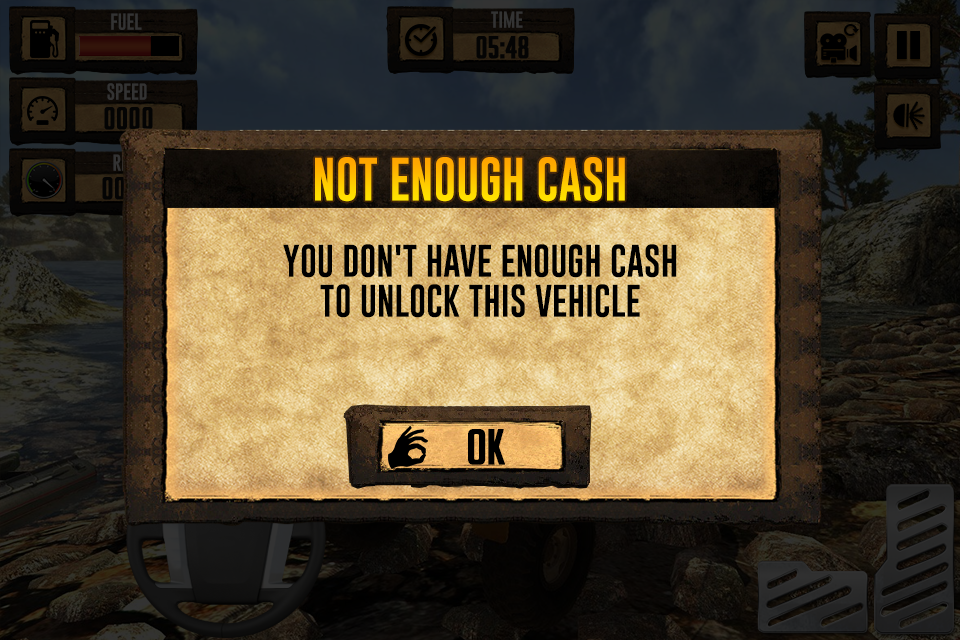 FUEL
TIME
05:48
SPEED
0000
NOT ENOUGH CASH
YOU DON'T HAVE ENOUGH CASH
TO UNLOCK THIS VEHICLE
OK